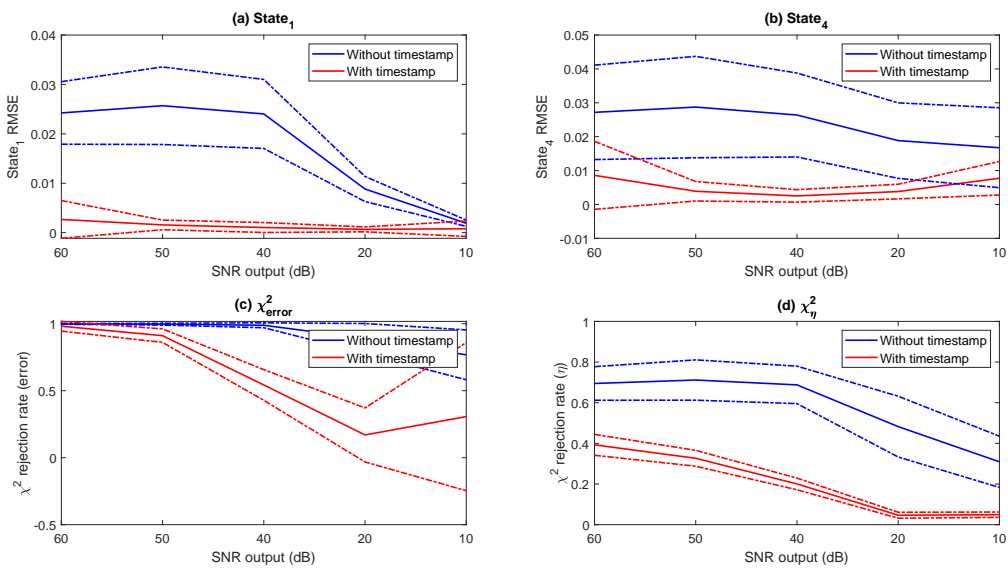 (a) State₁
State₁ RMSE
0.04
0.03
0.02
0.01
0
60
50
40
20
10
SNR output (dB)
Without timestamp
With timestamp
(b) State₄
State₄ RMSE
0.05
0.04
0.03
0.02
0.01
0
-0.01
60
50
40
20
10
SNR output (dB)
Without timestamp
With timestamp
(c) χ²error
χ² rejection rate (error)
1
0.5
0
-0.5
60
50
40
20
10
SNR output (dB)
Without timestamp
With timestamp
(d) χ²η
χ² rejection rate (η)
1
0.8
0.6
0.4
0.2
0
60
50
40
20
10
SNR output (dB)
Without timestamp
With timestamp